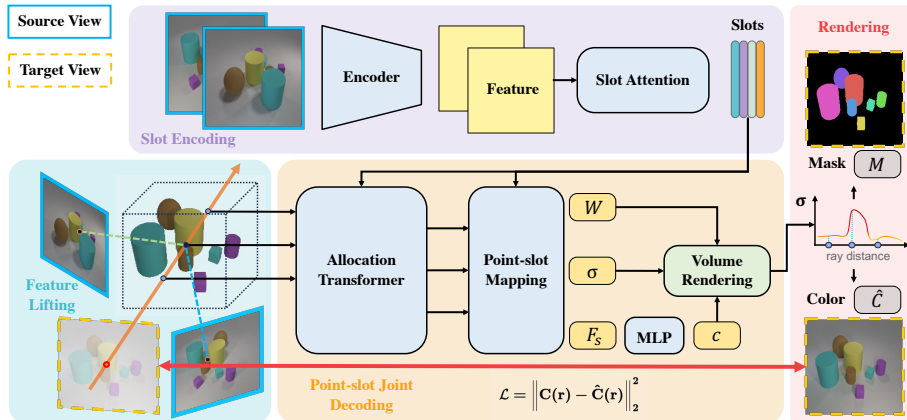 Source View
Target View
Encoder
Feature
Slot Attention
Slots
Slot Encoding
Rendering
Mask
M
σ
ray distance
Color
Ĉ
Feature
Lifting
Allocation
Transformer
Point-slot
Mapping
W
σ
F_s
MLP
c
Volume
Rendering
Point-slot Joint
Decoding
ℒ = ‖C(r) − Ĉ(r)‖₂²